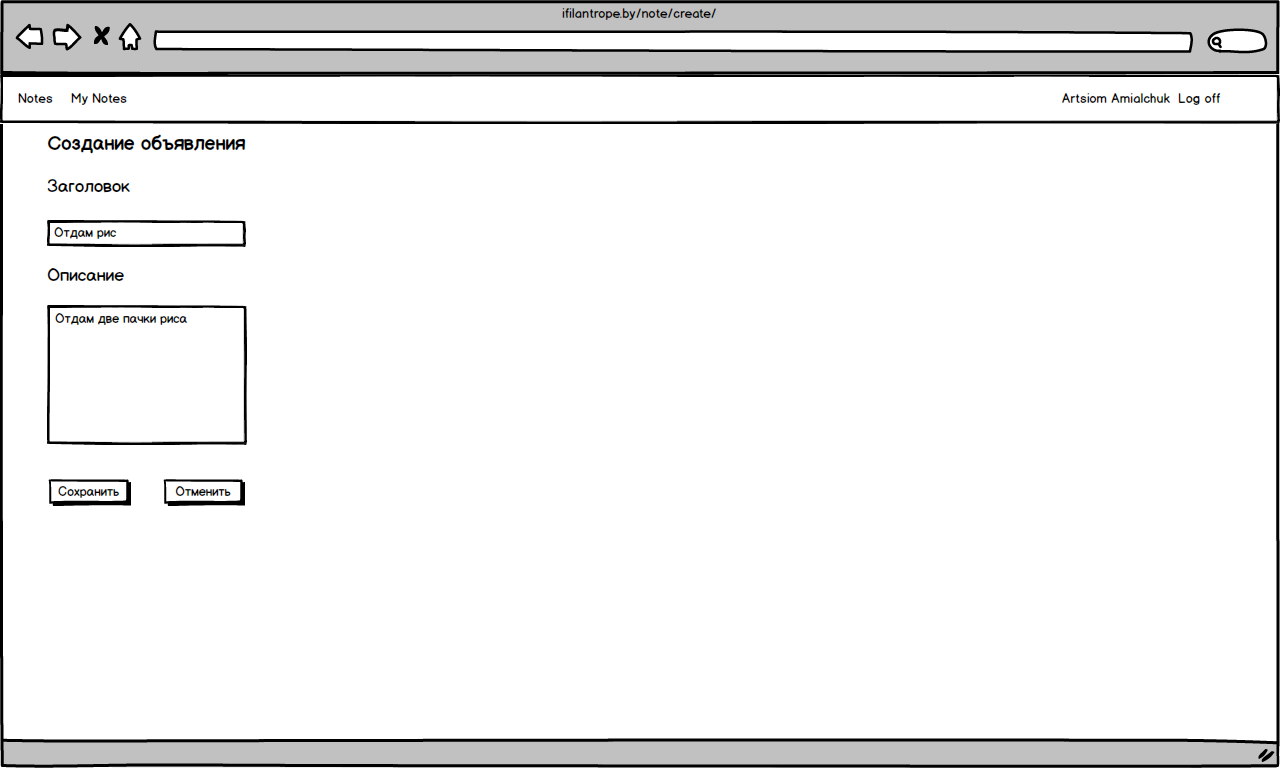 ifilantrope.by/note/create/
Notes My Notes Artsiom Amialchuk Log off
Создание объявления
Заголовок
Отдам рис
Описание
Отдам две пачки риса
Сохранить Отменить